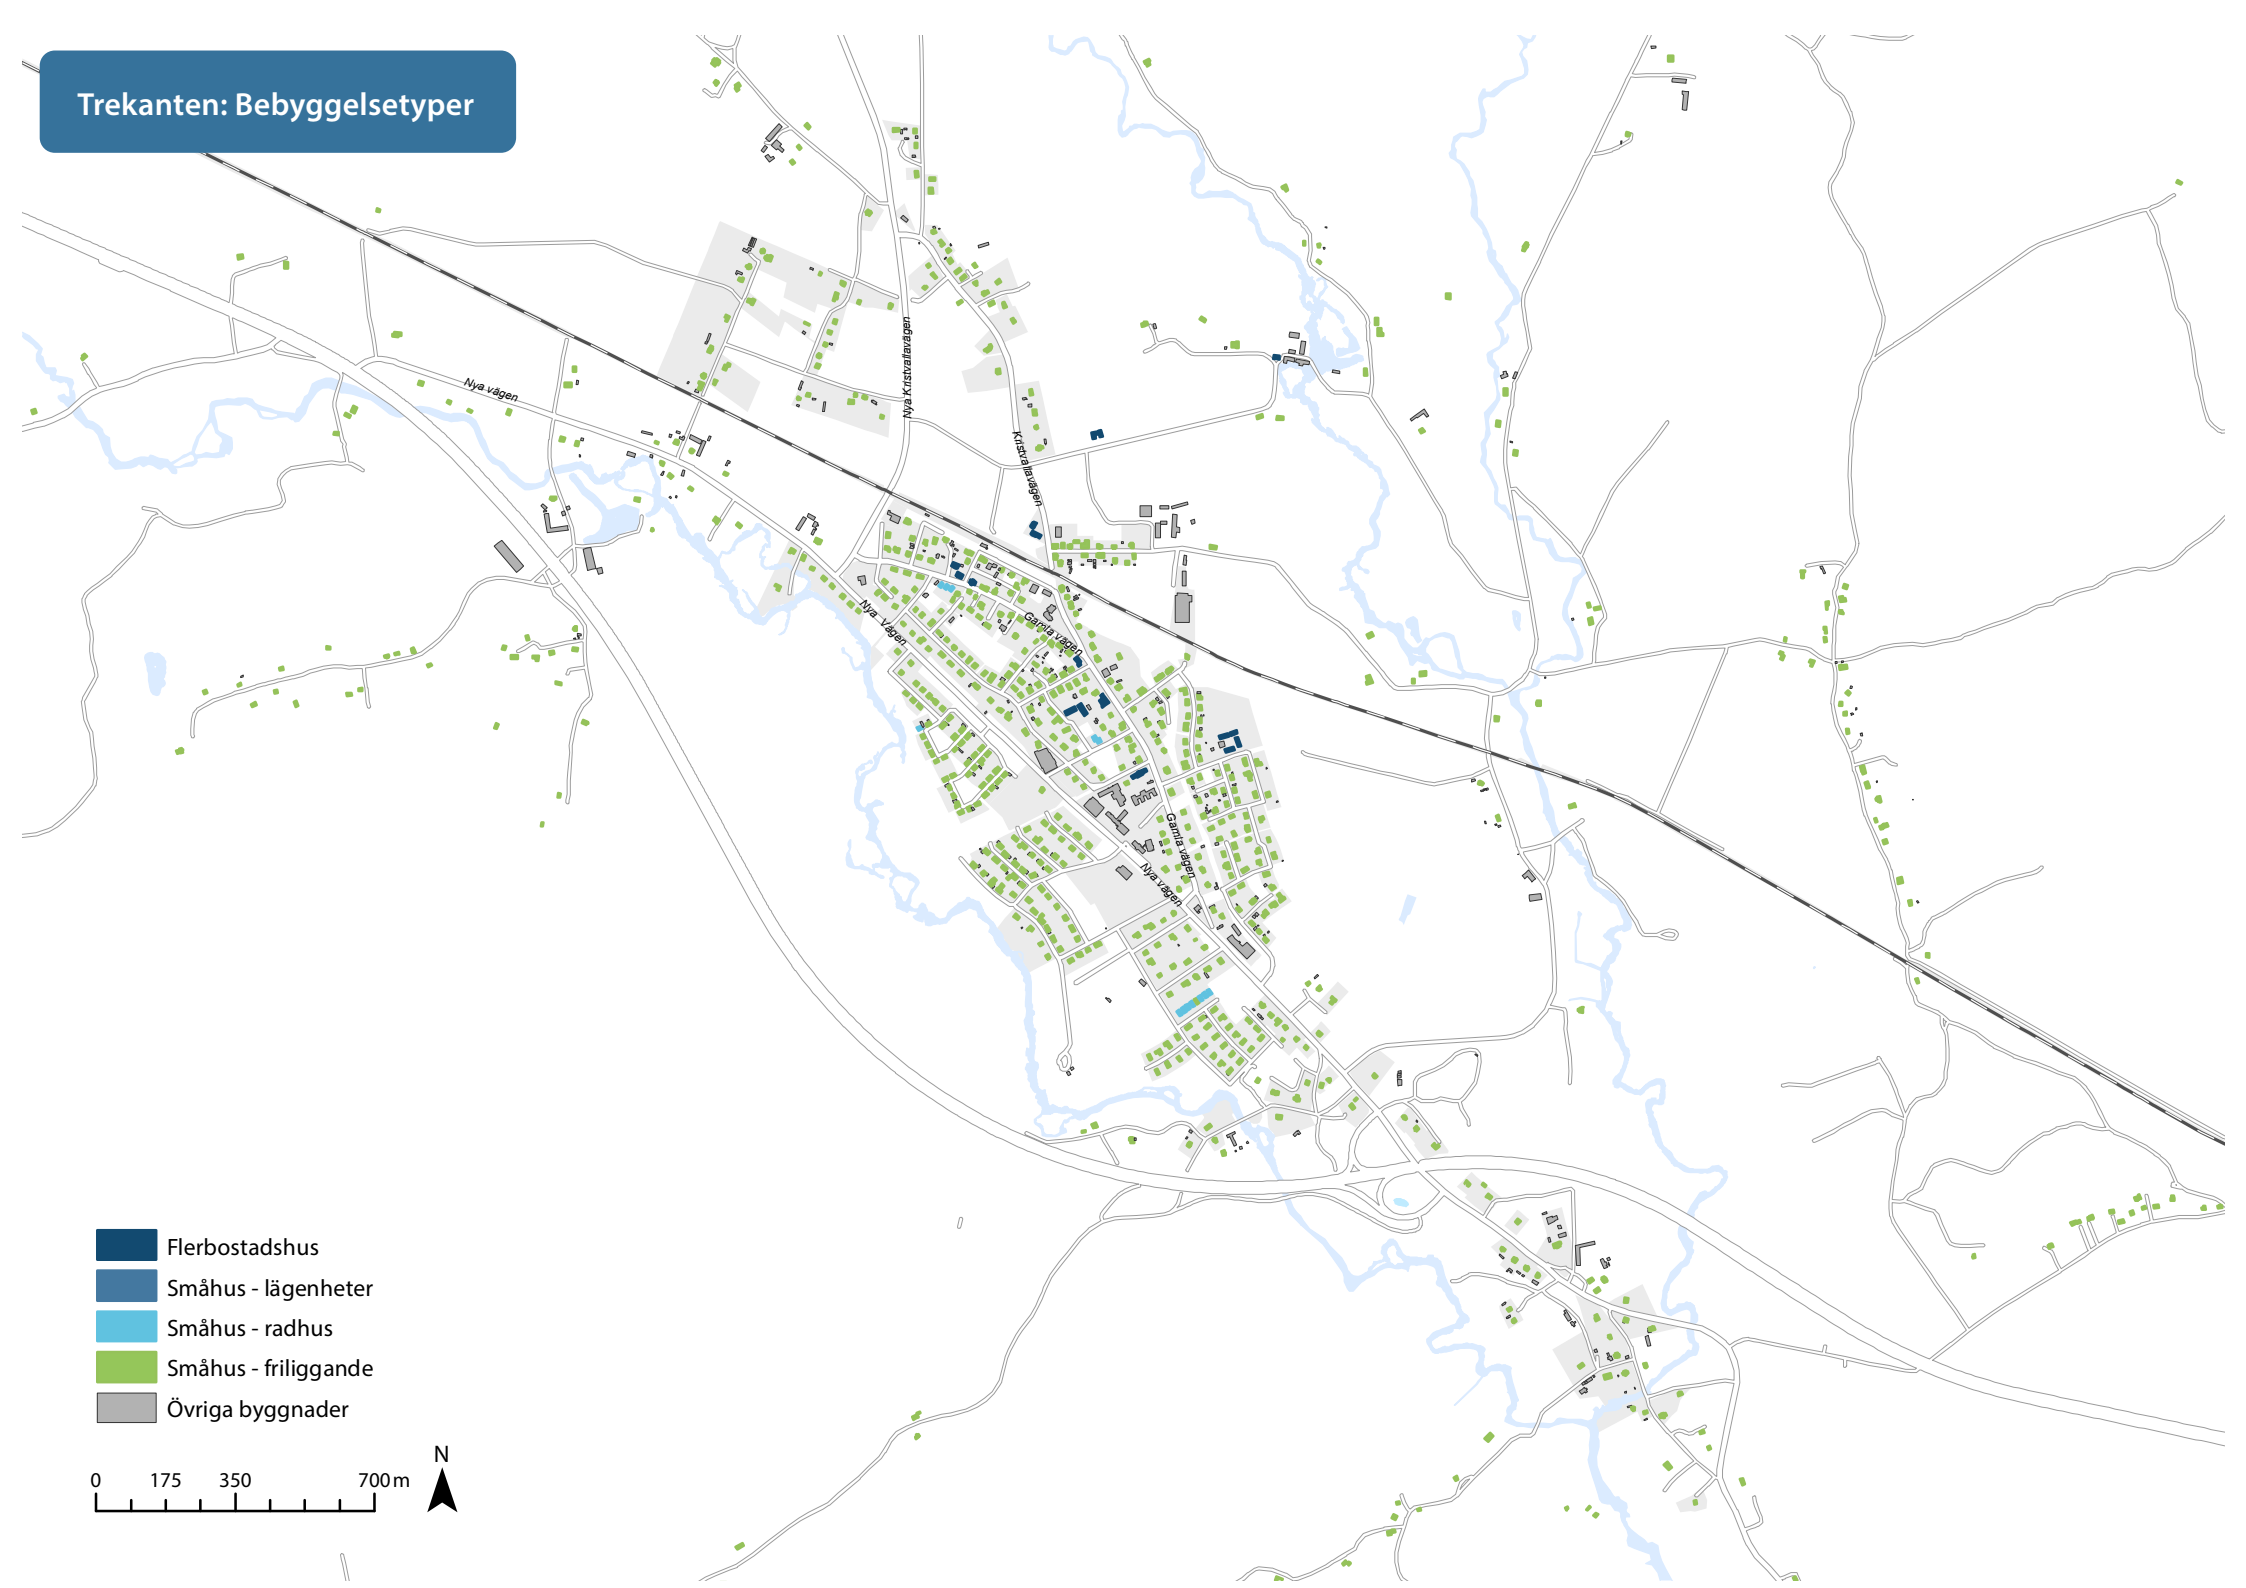 Trekanten: Bebyggelsetyper
Nya Kristvallavägen
Nya vägen
Kristvallavägen
Nya Vägen
Gamla vägen
Gamla vägen
Nya vägen
Flerbostadshus
Småhus - lägenheter
Småhus - radhus
Småhus - friliggande
Övriga byggnader
N
0 175 350 700 m